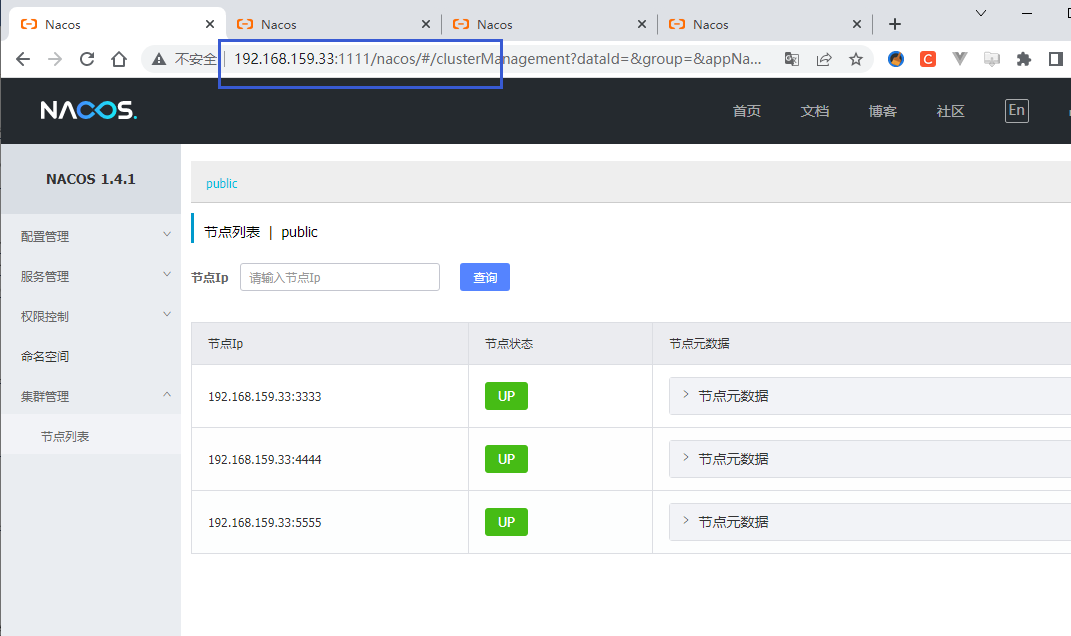 Nacos
Nacos
Nacos
Nacos
不安全 192.168.159.33:1111/nacos/#/clusterManagement?dataId=&group=&appNa...
NACOS.
首页 文档 博客 社区 En
NACOS 1.4.1
public
配置管理
服务管理
权限控制
命名空间
集群管理
节点列表
节点列表 | public
节点Ip 请输入节点Ip 查询
节点Ip 节点状态 节点元数据
192.168.159.33:3333 UP 节点元数据
192.168.159.33:4444 UP 节点元数据
192.168.159.33:5555 UP 节点元数据